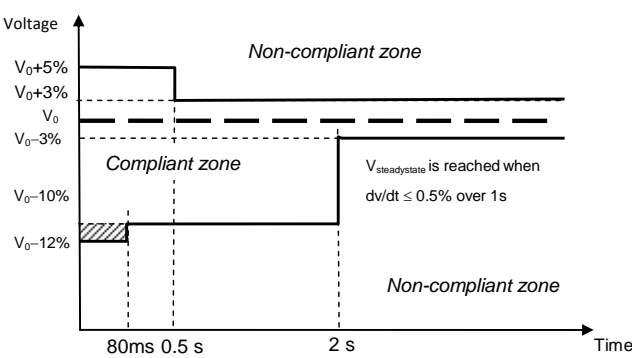 Voltage
V0+5%
Non-compliant zone
V0+3%
V0
V0–3%
Compliant zone
Vsteadystate is reached when
dv/dt ≤ 0.5% over 1s
V0–10%
V0–12%
Non-compliant zone
80ms 0.5 s
2 s
Time